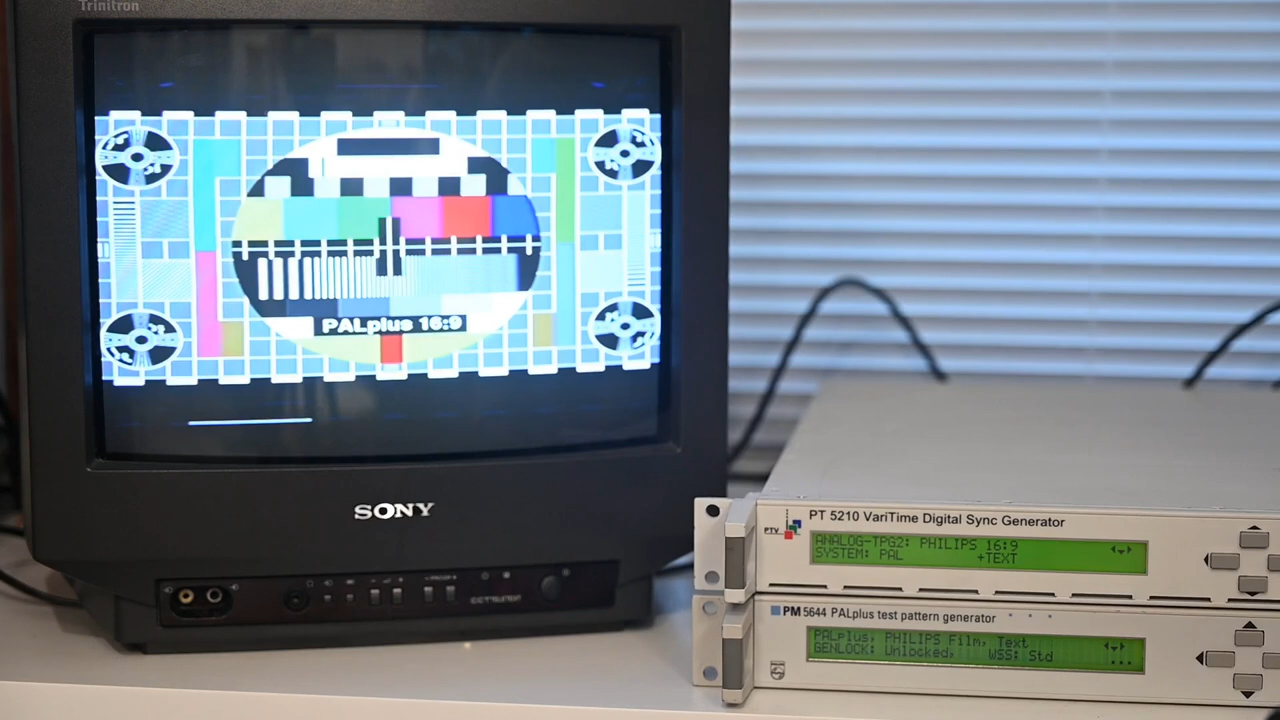 Trinitron
PALplus 16:9
SONY
PTV
PT 5210 VariTime Digital Sync Generator
ANALOG-TPG2: PHILIPS 16:9
SYSTEM: PAL +TEXT
PM 5644 PALplus test pattern generator
PALplus, PHILIPS Film, Text
GENLOCK: Unlocked, WSS: Std